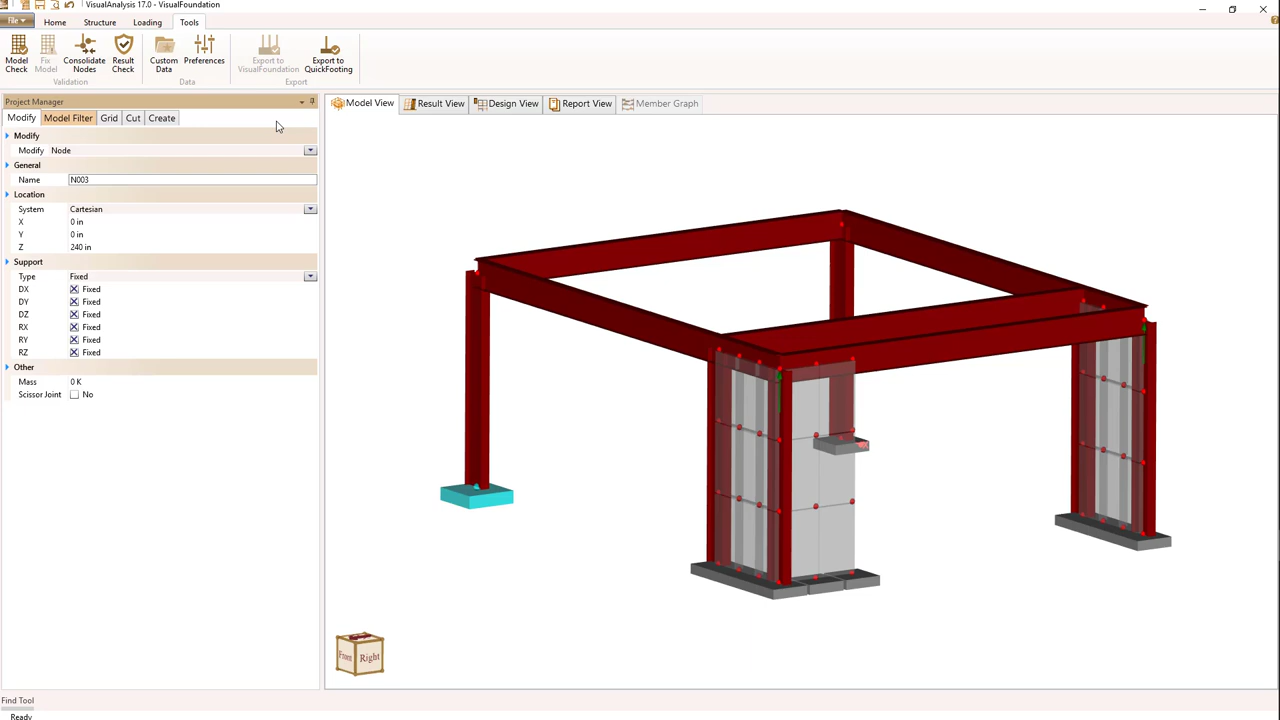 VisualAnalysis 17.0 - VisualFoundation
File Home Structure Loading Tools
Model Check
Fix Model
Consolidate Nodes
Result Check
Custom Data
Preferences
Export to VisualFoundation
Export to QuickFooting
Validation Data Export
Project Manager
Modify Model Filter Grid Cut Create
Model View Result View Design View Report View Member Graph
Modify
Modify Node
General
Name N003
Location
System Cartesian
X 0 in
Y 0 in
Z 240 in
Support
Type Fixed
DX Fixed
DY Fixed
DZ Fixed
RX Fixed
RY Fixed
RZ Fixed
Other
Mass 0 K
Scissor Joint No
Front Right
Find Tool
Ready